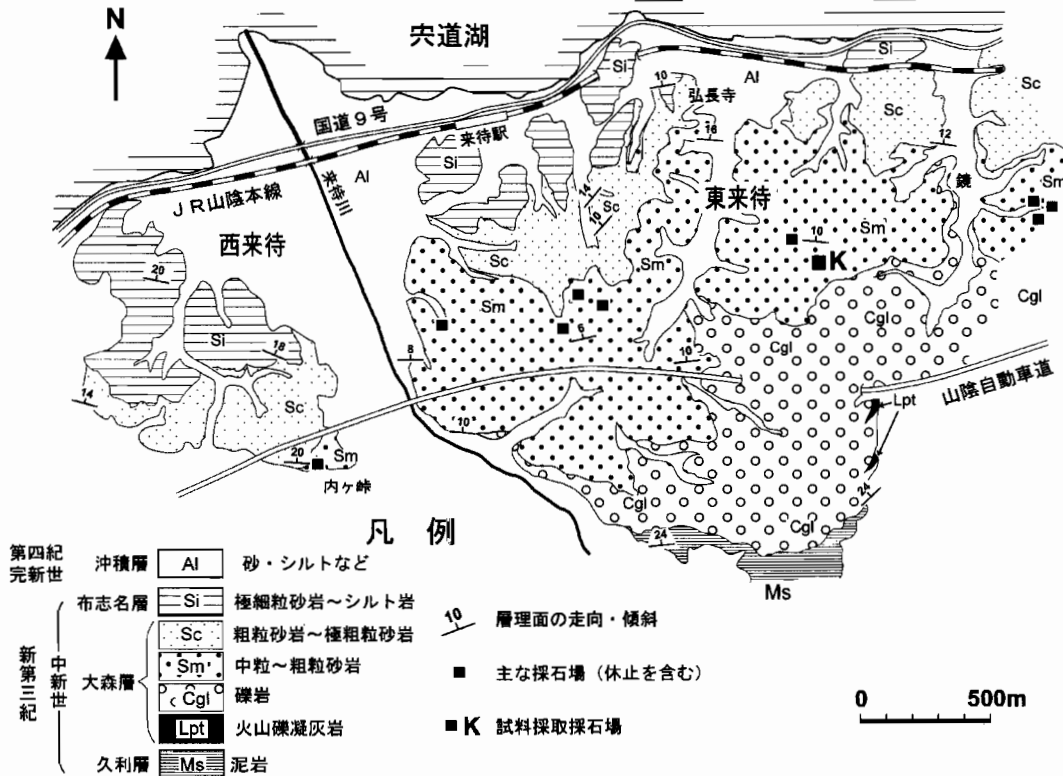 N
宍道湖
国道9号
JR山陰本線
来待駅
来待川
西来待
東来待
弘長寺
鏡
内ヶ峠
山陰自動車道
Al
Al
Si
Si
Si
Si
Sc
Sc
Sc
Sc
Sc
Sm
Sm
Sm
Sm
Sm
K
Cgl
Cgl
Cgl
Cgl
Cgl
Lpt
Ms
10
16
12
14
10
10
6
10
8
10
20
18
14
20
24
24
凡 例
第四紀
完新世
沖積層 Al 砂・シルトなど
新第三紀
中新世
布志名層 Si 極細粒砂岩~シルト岩
大森層
Sc 粗粒砂岩~極粗粒砂岩
Sm 中粒~粗粒砂岩
Cgl 礫岩
Lpt 火山礫凝灰岩
久利層 Ms 泥岩
10 層理面の走向・傾斜
主な採石場(休止を含む)
K 試料採取採石場
0 500m